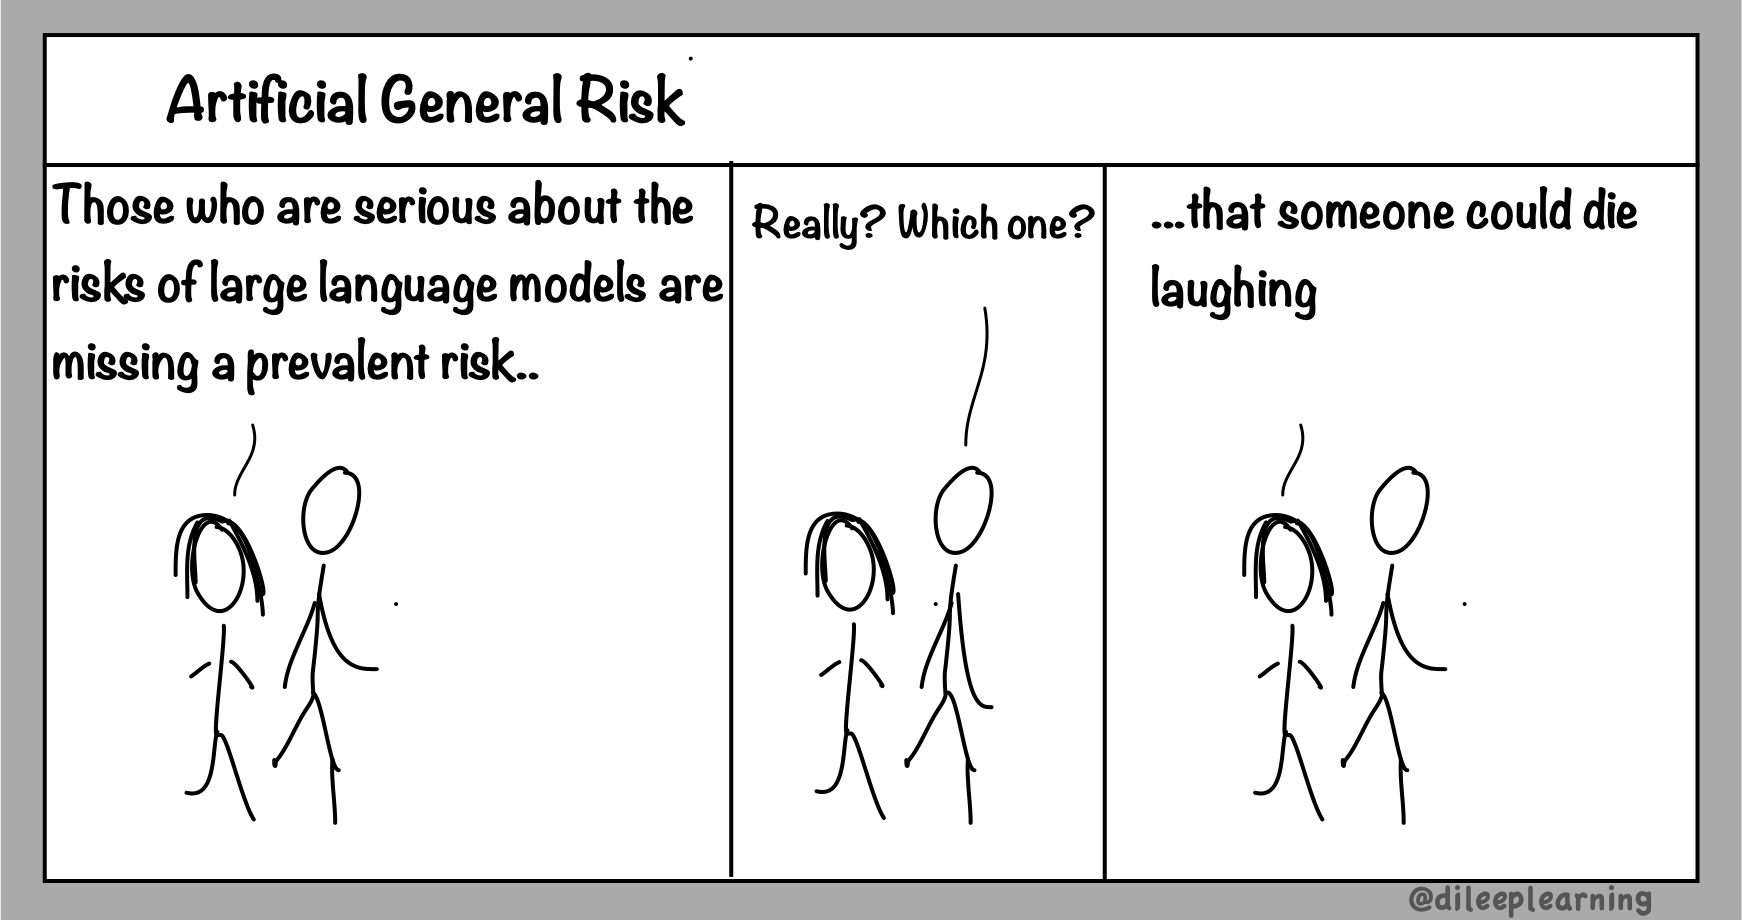 Artificial General Risk
Those who are serious about the
risks of large language models are
missing a prevalent risk..
Really? Which one?
...that someone could die
laughing
@dileeplearning